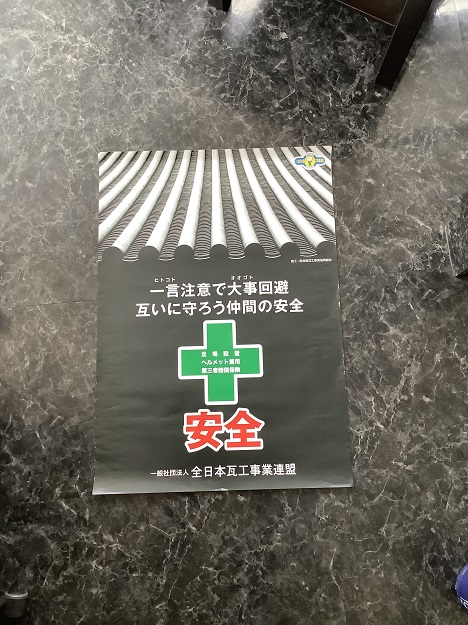 ヒトコト オオゴト
一言注意で大事回避
互いに守ろう仲間の安全
足場設置
ヘルメット着用
第三者賠償保険
安全
一般社団法人 全日本瓦工事業連盟